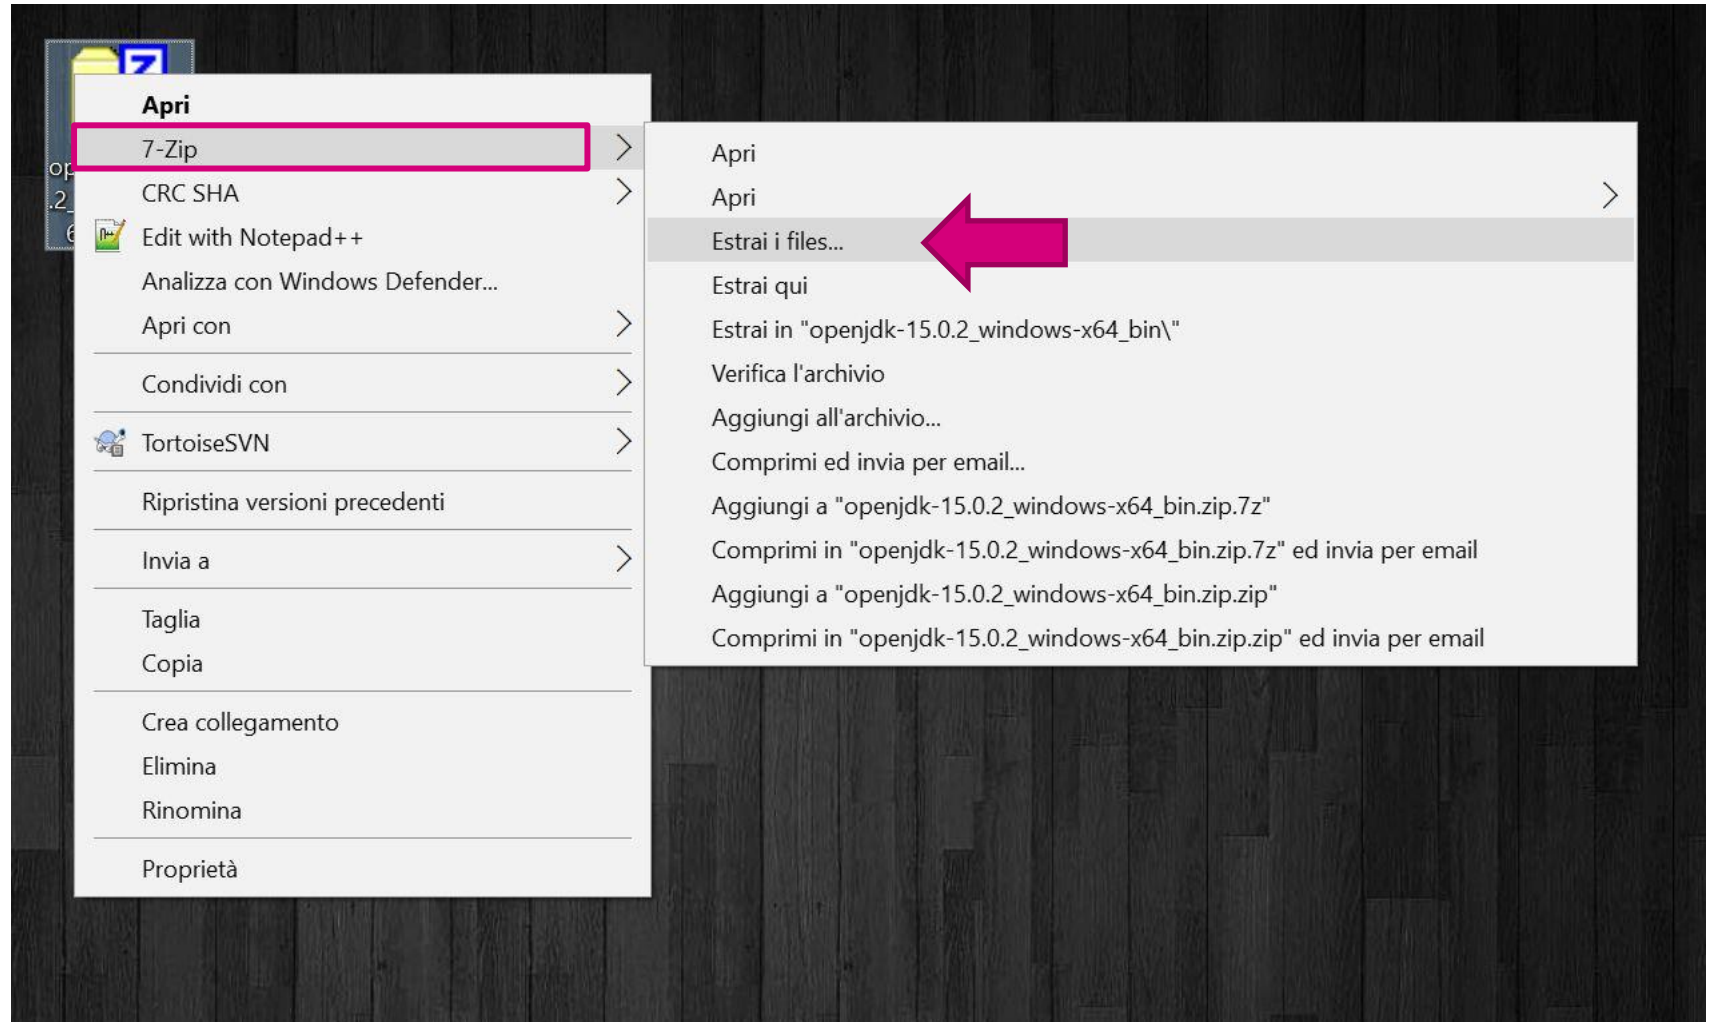 Apri
7-Zip
CRC SHA
Edit with Notepad++
Analizza con Windows Defender...
Apri con
Condividi con
TortoiseSVN
Ripristina versioni precedenti
Invia a
Taglia
Copia
Crea collegamento
Elimina
Rinomina
Proprietà
Apri
Apri
Estrai i files...
Estrai qui
Estrai in "openjdk-15.0.2_windows-x64_bin\"
Verifica l'archivio
Aggiungi all'archivio...
Comprimi ed invia per email...
Aggiungi a "openjdk-15.0.2_windows-x64_bin.zip.7z"
Comprimi in "openjdk-15.0.2_windows-x64_bin.zip.7z" ed invia per email
Aggiungi a "openjdk-15.0.2_windows-x64_bin.zip.zip"
Comprimi in "openjdk-15.0.2_windows-x64_bin.zip.zip" ed invia per email